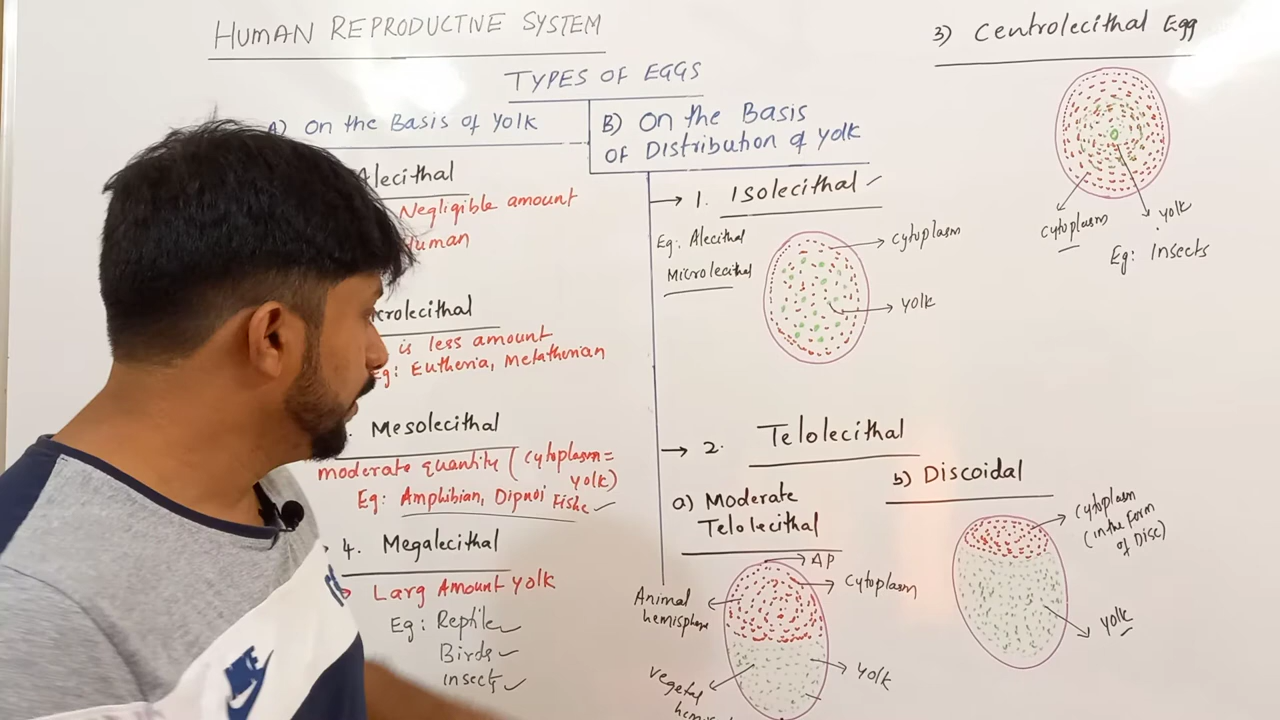 HUMAN REPRODUCTIVE SYSTEM
TYPES OF EGGS
A) On the Basis of Yolk
Alecithal
Negligible amount
Human
crolecithal
is less amount
Eg: Eutheria, Metatherian
Mesolecithal
moderate quantity (Cytoplasm =
Yolk)
Eg: Amphibian, Dipnoi Fishe
4. Megalecithal
Larg Amount Yolk
Eg: Reptile
Birds
insects
B) On the Basis
of Distribution of Yolk
1. Isolecithal
Eg: Alecithal
Microlecithal
cytoplasm
Yolk
2. Telolecithal
a) Moderate
Telolecithal
AP
Cytoplasm
Animal
hemisphere
Yolk
vegetal
b) Discoidal
Cytoplasm
(in the form
of Disc)
Yolk
3) Centrolecithal Egg
cytoplasm
Yolk
Eg: Insects